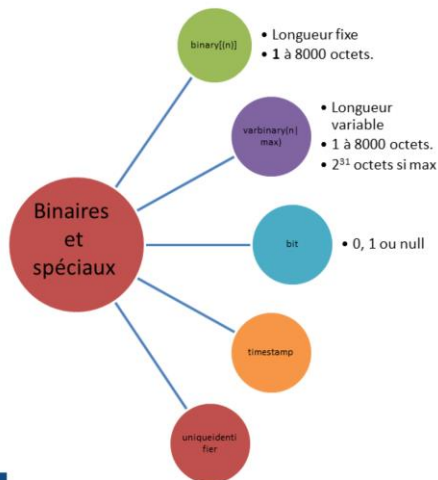 binary[(n)]
• Longueur fixe
• 1 à 8000 octets.
varbinary(n|
max)
• Longueur
variable
• 1 à 8000 octets.
• 2³¹ octets si max
Binaires
et
spéciaux
bit
• 0, 1 ou null
timestamp
uniqueidenti
fier